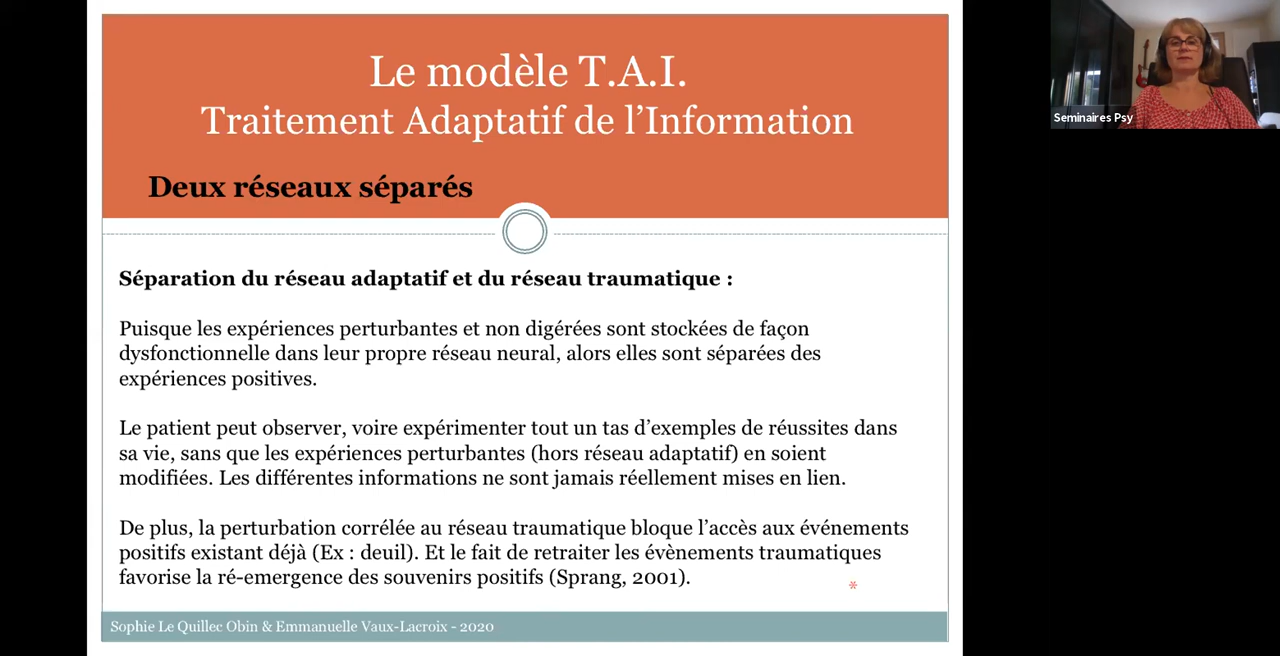 Le modèle T.A.I.
Traitement Adaptatif de l’Information
Deux réseaux séparés
Séparation du réseau adaptatif et du réseau traumatique :
Puisque les expériences perturbantes et non digérées sont stockées de façon
dysfonctionnelle dans leur propre réseau neural, alors elles sont séparées des
expériences positives.
Le patient peut observer, voire expérimenter tout un tas d’exemples de réussites dans
sa vie, sans que les expériences perturbantes (hors réseau adaptatif) en soient
modifiées. Les différentes informations ne sont jamais réellement mises en lien.
De plus, la perturbation corrélée au réseau traumatique bloque l’accès aux événements
positifs existant déjà (Ex : deuil). Et le fait de retraiter les évènements traumatiques
favorise la ré-emergence des souvenirs positifs (Sprang, 2001).
*
Sophie Le Quillec Obin & Emmanuelle Vaux-Lacroix - 2020
Seminaires Psy